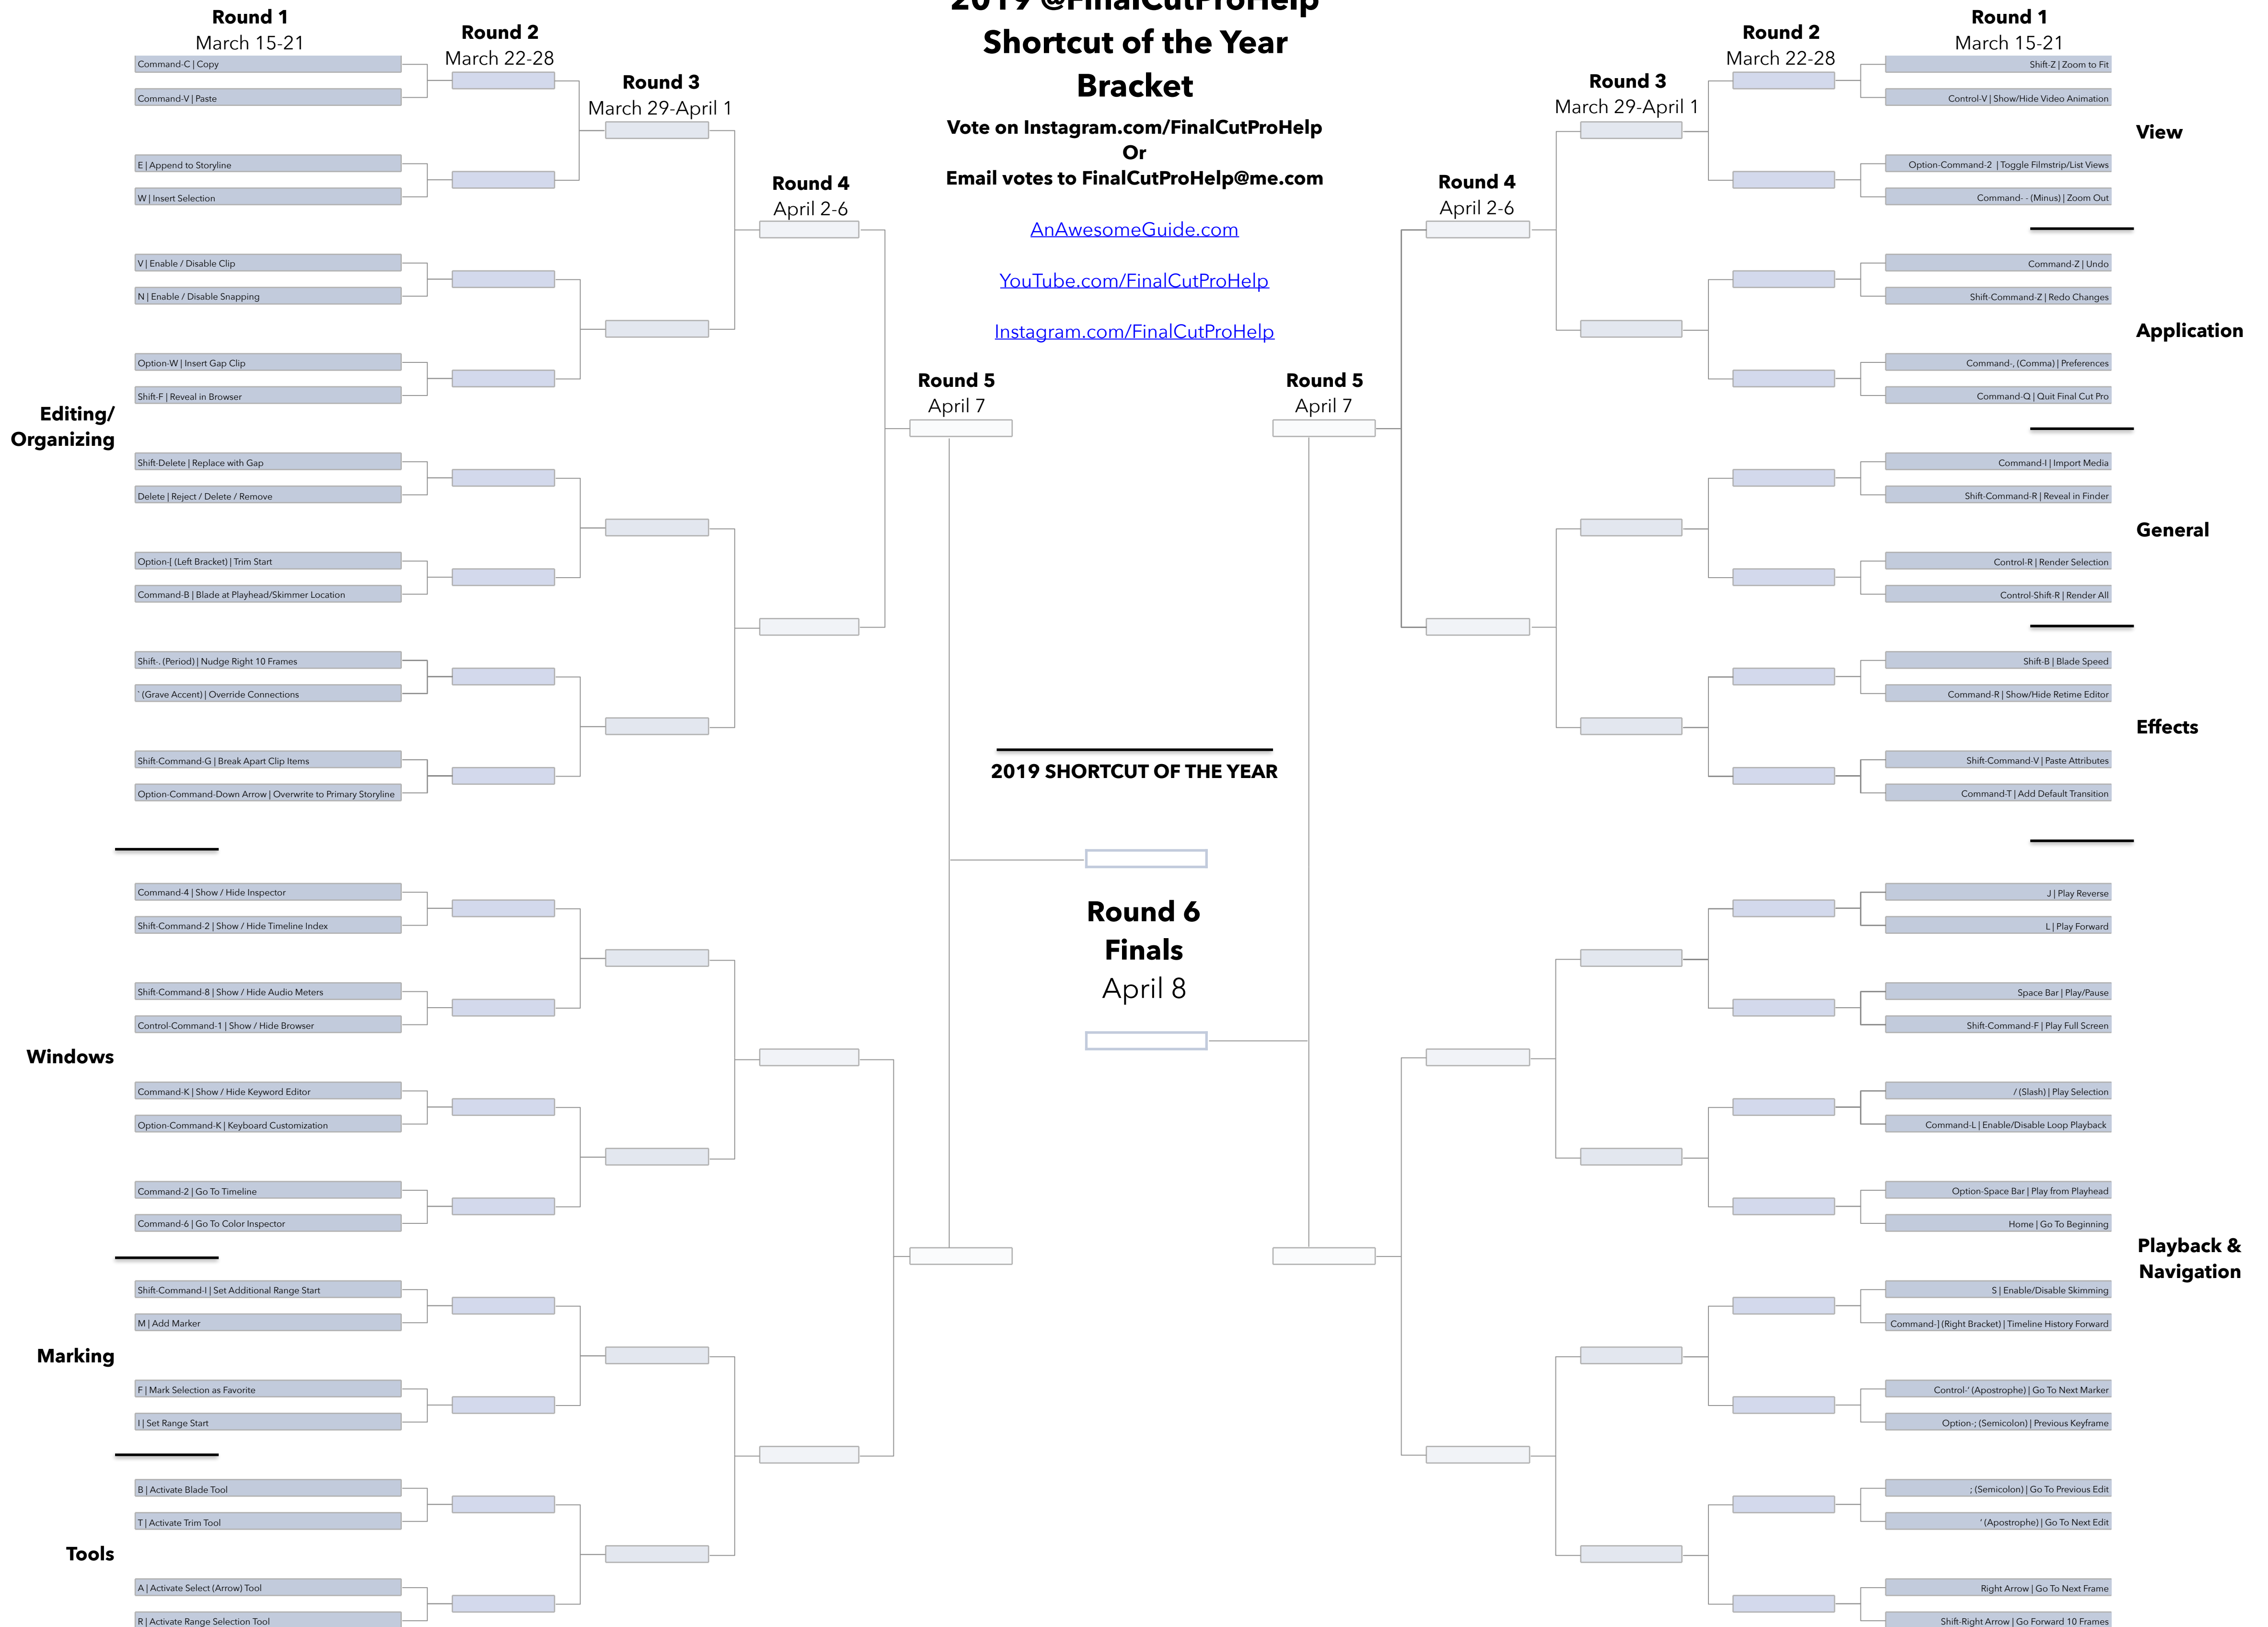 2019 @FinalCutProHelp
Shortcut of the Year
Bracket
Vote on Instagram.com/FinalCutProHelp
Or
Email votes to FinalCutProHelp@me.com
AnAwesomeGuide.com
YouTube.com/FinalCutProHelp
Instagram.com/FinalCutProHelp
Round 1
March 15-21
Round 2
March 22-28
Round 3
March 29-April 1
Round 4
April 2-6
Round 5
April 7
Editing/
Organizing
Command-C | Copy
Command-V | Paste
E | Append to Storyline
W | Insert Selection
V | Enable / Disable Clip
N | Enable / Disable Snapping
Option-W | Insert Gap Clip
Shift-F | Reveal in Browser
Shift-Delete | Replace with Gap
Delete | Reject / Delete / Remove
Option-[ (Left Bracket) | Trim Start
Command-B | Blade at Playhead/Skimmer Location
Shift-. (Period) | Nudge Right 10 Frames
` (Grave Accent) | Override Connections
Shift-Command-G | Break Apart Clip Items
Option-Command-Down Arrow | Overwrite to Primary Storyline
Windows
Command-4 | Show / Hide Inspector
Shift-Command-2 | Show / Hide Timeline Index
Shift-Command-8 | Show / Hide Audio Meters
Control-Command-1 | Show / Hide Browser
Command-K | Show / Hide Keyword Editor
Option-Command-K | Keyboard Customization
Command-2 | Go To Timeline
Command-6 | Go To Color Inspector
Marking
Shift-Command-I | Set Additional Range Start
M | Add Marker
F | Mark Selection as Favorite
I | Set Range Start
Tools
B | Activate Blade Tool
T | Activate Trim Tool
A | Activate Select (Arrow) Tool
R | Activate Range Selection Tool
2019 SHORTCUT OF THE YEAR
Round 6
Finals
April 8
Round 5
April 7
Round 4
April 2-6
Round 3
March 29-April 1
Round 2
March 22-28
Round 1
March 15-21
View
Shift-Z | Zoom to Fit
Control-V | Show/Hide Video Animation
Option-Command-2 | Toggle Filmstrip/List Views
Command- - (Minus) | Zoom Out
Application
Command-Z | Undo
Shift-Command-Z | Redo Changes
Command-, (Comma) | Preferences
Command-Q | Quit Final Cut Pro
General
Command-I | Import Media
Shift-Command-R | Reveal in Finder
Control-R | Render Selection
Control-Shift-R | Render All
Effects
Shift-B | Blade Speed
Command-R | Show/Hide Retime Editor
Shift-Command-V | Paste Attributes
Command-T | Add Default Transition
Playback &
Navigation
J | Play Reverse
L | Play Forward
Space Bar | Play/Pause
Shift-Command-F | Play Full Screen
/ (Slash) | Play Selection
Command-L | Enable/Disable Loop Playback
Option-Space Bar | Play from Playhead
Home | Go To Beginning
S | Enable/Disable Skimming
Command-] (Right Bracket) | Timeline History Forward
Control-' (Apostrophe) | Go To Next Marker
Option-; (Semicolon) | Previous Keyframe
; (Semicolon) | Go To Previous Edit
' (Apostrophe) | Go To Next Edit
Right Arrow | Go To Next Frame
Shift-Right Arrow | Go Forward 10 Frames